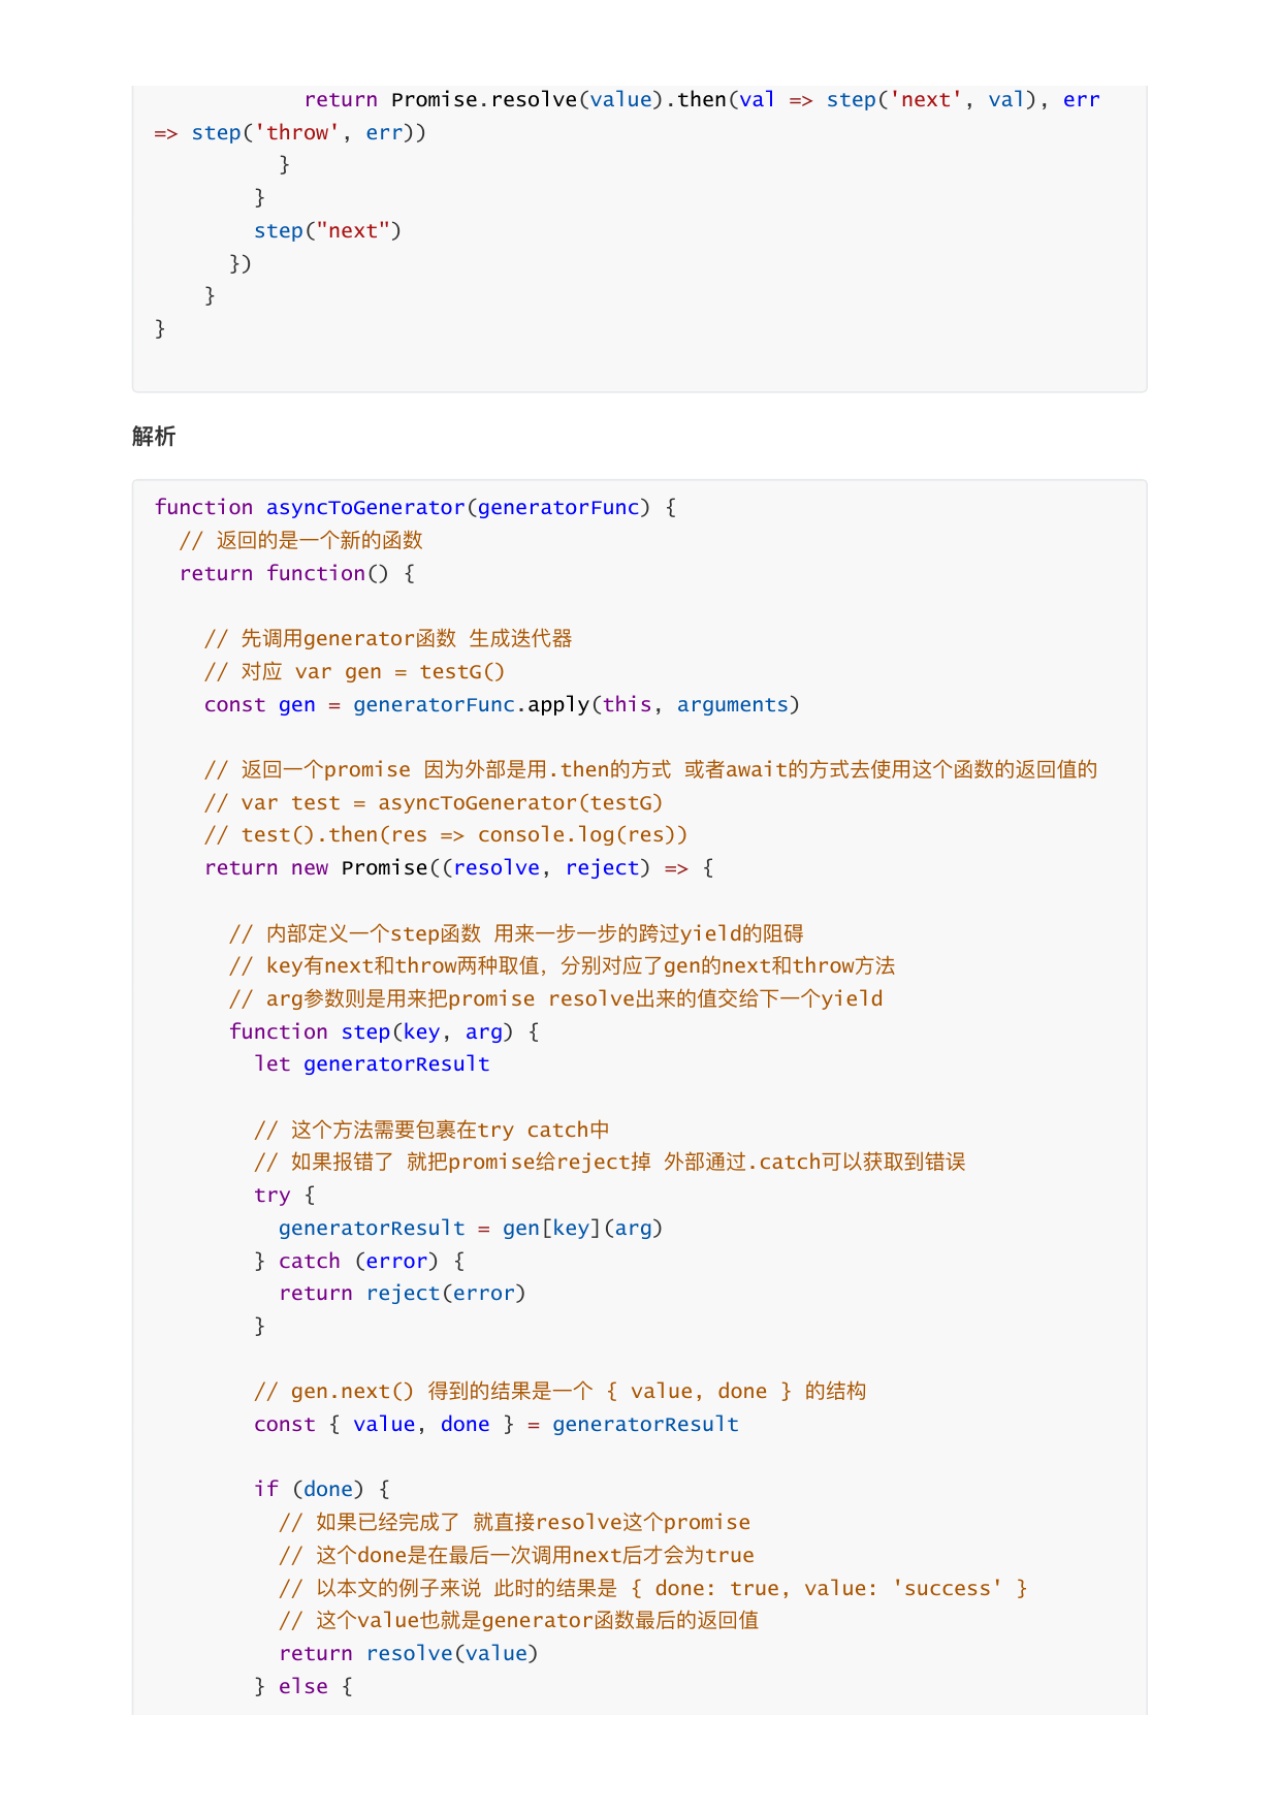 return Promise.resolve(value).then(val => step('next', val), err
=> step('throw', err))
          }
        }
        step("next")
      })
    }
}
解析
function asyncToGenerator(generatorFunc) {
  // 返回的是一个新的函数
  return function() {
    // 先调用generator函数 生成迭代器
    // 对应 var gen = testG()
    const gen = generatorFunc.apply(this, arguments)
    // 返回一个promise 因为外部是用.then的方式 或者await的方式去使用这个函数的返回值的
    // var test = asyncToGenerator(testG)
    // test().then(res => console.log(res))
    return new Promise((resolve, reject) => {
      // 内部定义一个step函数 用来一步一步的跨过yield的阻碍
      // key有next和throw两种取值，分别对应了gen的next和throw方法
      // arg参数则是用来把promise resolve出来的值交给下一个yield
      function step(key, arg) {
        let generatorResult
        // 这个方法需要包裹在try catch中
        // 如果报错了 就把promise给reject掉 外部通过.catch可以获取到错误
        try {
          generatorResult = gen[key](arg)
        } catch (error) {
          return reject(error)
        }
        // gen.next() 得到的结果是一个 { value, done } 的结构
        const { value, done } = generatorResult
        if (done) {
          // 如果已经完成了 就直接resolve这个promise
          // 这个done是在最后一次调用next后才会为true
          // 以本文的例子来说 此时的结果是 { done: true, value: 'success' }
          // 这个value也就是generator函数最后的返回值
          return resolve(value)
        } else {